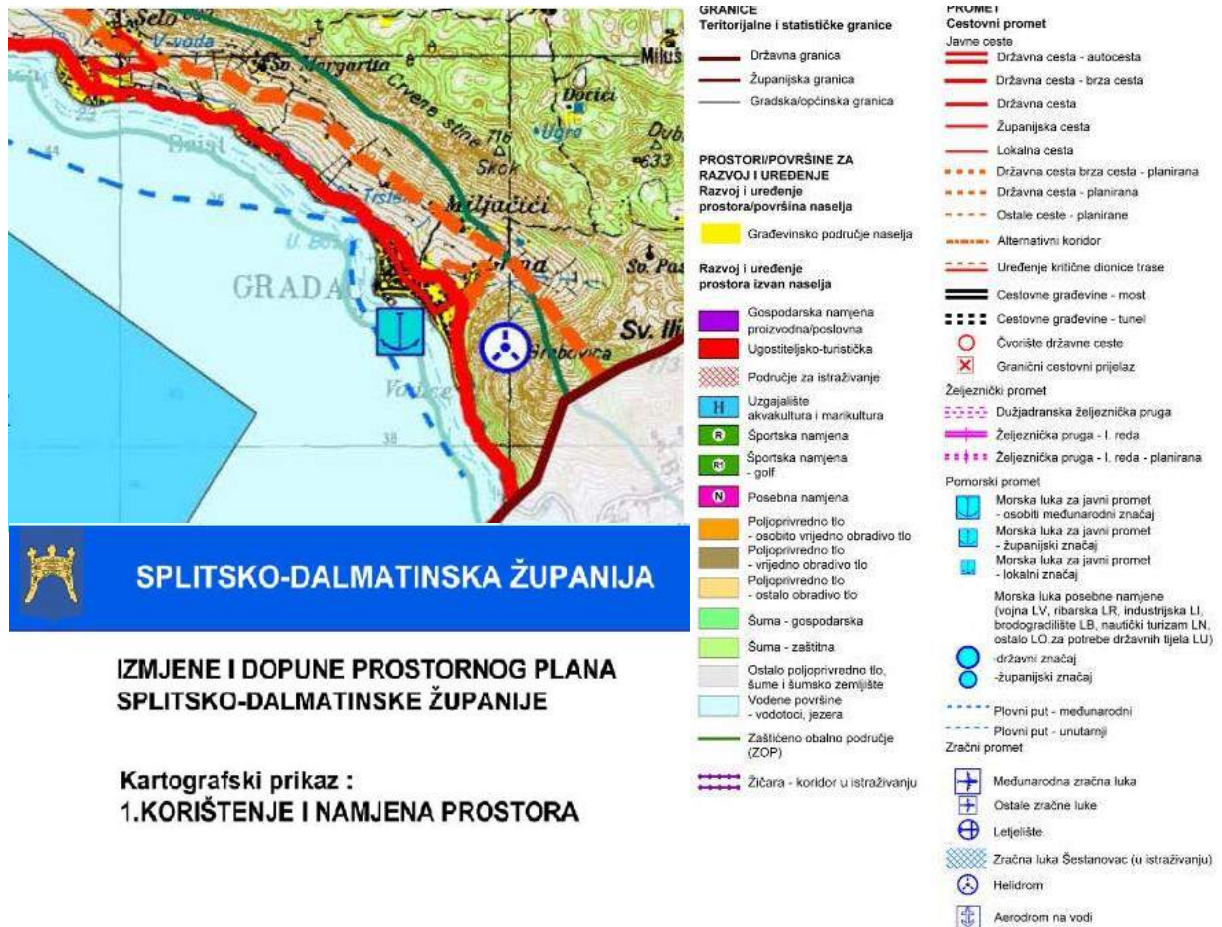 Selo
V-voda
Sv. Margarita
Miluš
Docići
Ugra
Crvene stine
716
Skok
633
44
Brist
36
Trsle
Miljačići
GRADA
Sv. Pas
Sv. Ili
Grabovica
773
38
SPLITSKO-DALMATINSKA ŽUPANIJA
IZMJENE I DOPUNE PROSTORNOG PLANA
SPLITSKO-DALMATINSKE ŽUPANIJE
Kartografski prikaz :
1.KORIŠTENJE I NAMJENA PROSTORA
GRANICE
Teritorijalne i statističke granice
Državna granica
Županijska granica
Gradska/općinska granica
PROSTORI/POVRŠINE ZA
RAZVOJ I UREĐENJE
Razvoj i uređenje
prostora/površina naselja
Građevinsko područje naselja
Razvoj i uređenje
prostora izvan naselja
Gospodarska namjena
proizvodna/poslovna
Ugostiteljsko-turistička
Područje za istraživanje
H
Uzgajalište
akvakultura i marikultura
R
Športska namjena
R1
Športska namjena
- golf
N
Posebna namjena
Poljoprivredno tlo
- osobito vrijedno obradivo tlo
Poljoprivredno tlo
- vrijedno obradivo tlo
Poljoprivredno tlo
- ostalo obradivo tlo
Šuma - gospodarska
Šuma - zaštitna
Ostalo poljoprivredno tlo,
šume i šumsko zemljište
Vodene površine
- vodotoci, jezera
Zaštićeno obalno područje
(ZOP)
Žičara - koridor u istraživanju
PROMET
Cestovni promet
Javne ceste
Državna cesta - autocesta
Državna cesta - brza cesta
Državna cesta
Županijska cesta
Lokalna cesta
Državna cesta brza cesta - planirana
Državna cesta - planirana
Ostale ceste - planirane
Alternativni koridor
Uređenje kritične dionice trase
Cestovne građevine - most
Cestovne građevine - tunel
Čvorište državne ceste
Granični cestovni prijelaz
Željeznički promet
Dužjadranska željeznička pruga
Željeznička pruga - I. reda
Željeznička pruga - I. reda - planirana
Pomorski promet
Morska luka za javni promet
- osobiti međunarodni značaj
Morska luka za javni promet
- županijski značaj
Morska luka za javni promet
- lokalni značaj
Morska luka posebne namjene
(vojna LV, ribarska LR, industrijska LI,
brodogradilište LB, nautički turizam LN,
ostalo LO za potrebe državnih tijela LU)
-državni značaj
-županijski značaj
Plovni put - međunarodni
Plovni put - unutarnji
Zračni promet
Međunarodna zračna luka
Ostale zračne luke
Letjelište
Zračna luka Šestanovac (u istraživanju)
Helidrom
Aerodrom na vodi